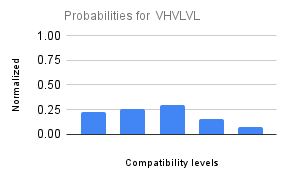 Probabilities for VHVLVL
1.00
0.75
0.50
0.25
0.00
Normalized
Compatibility levels